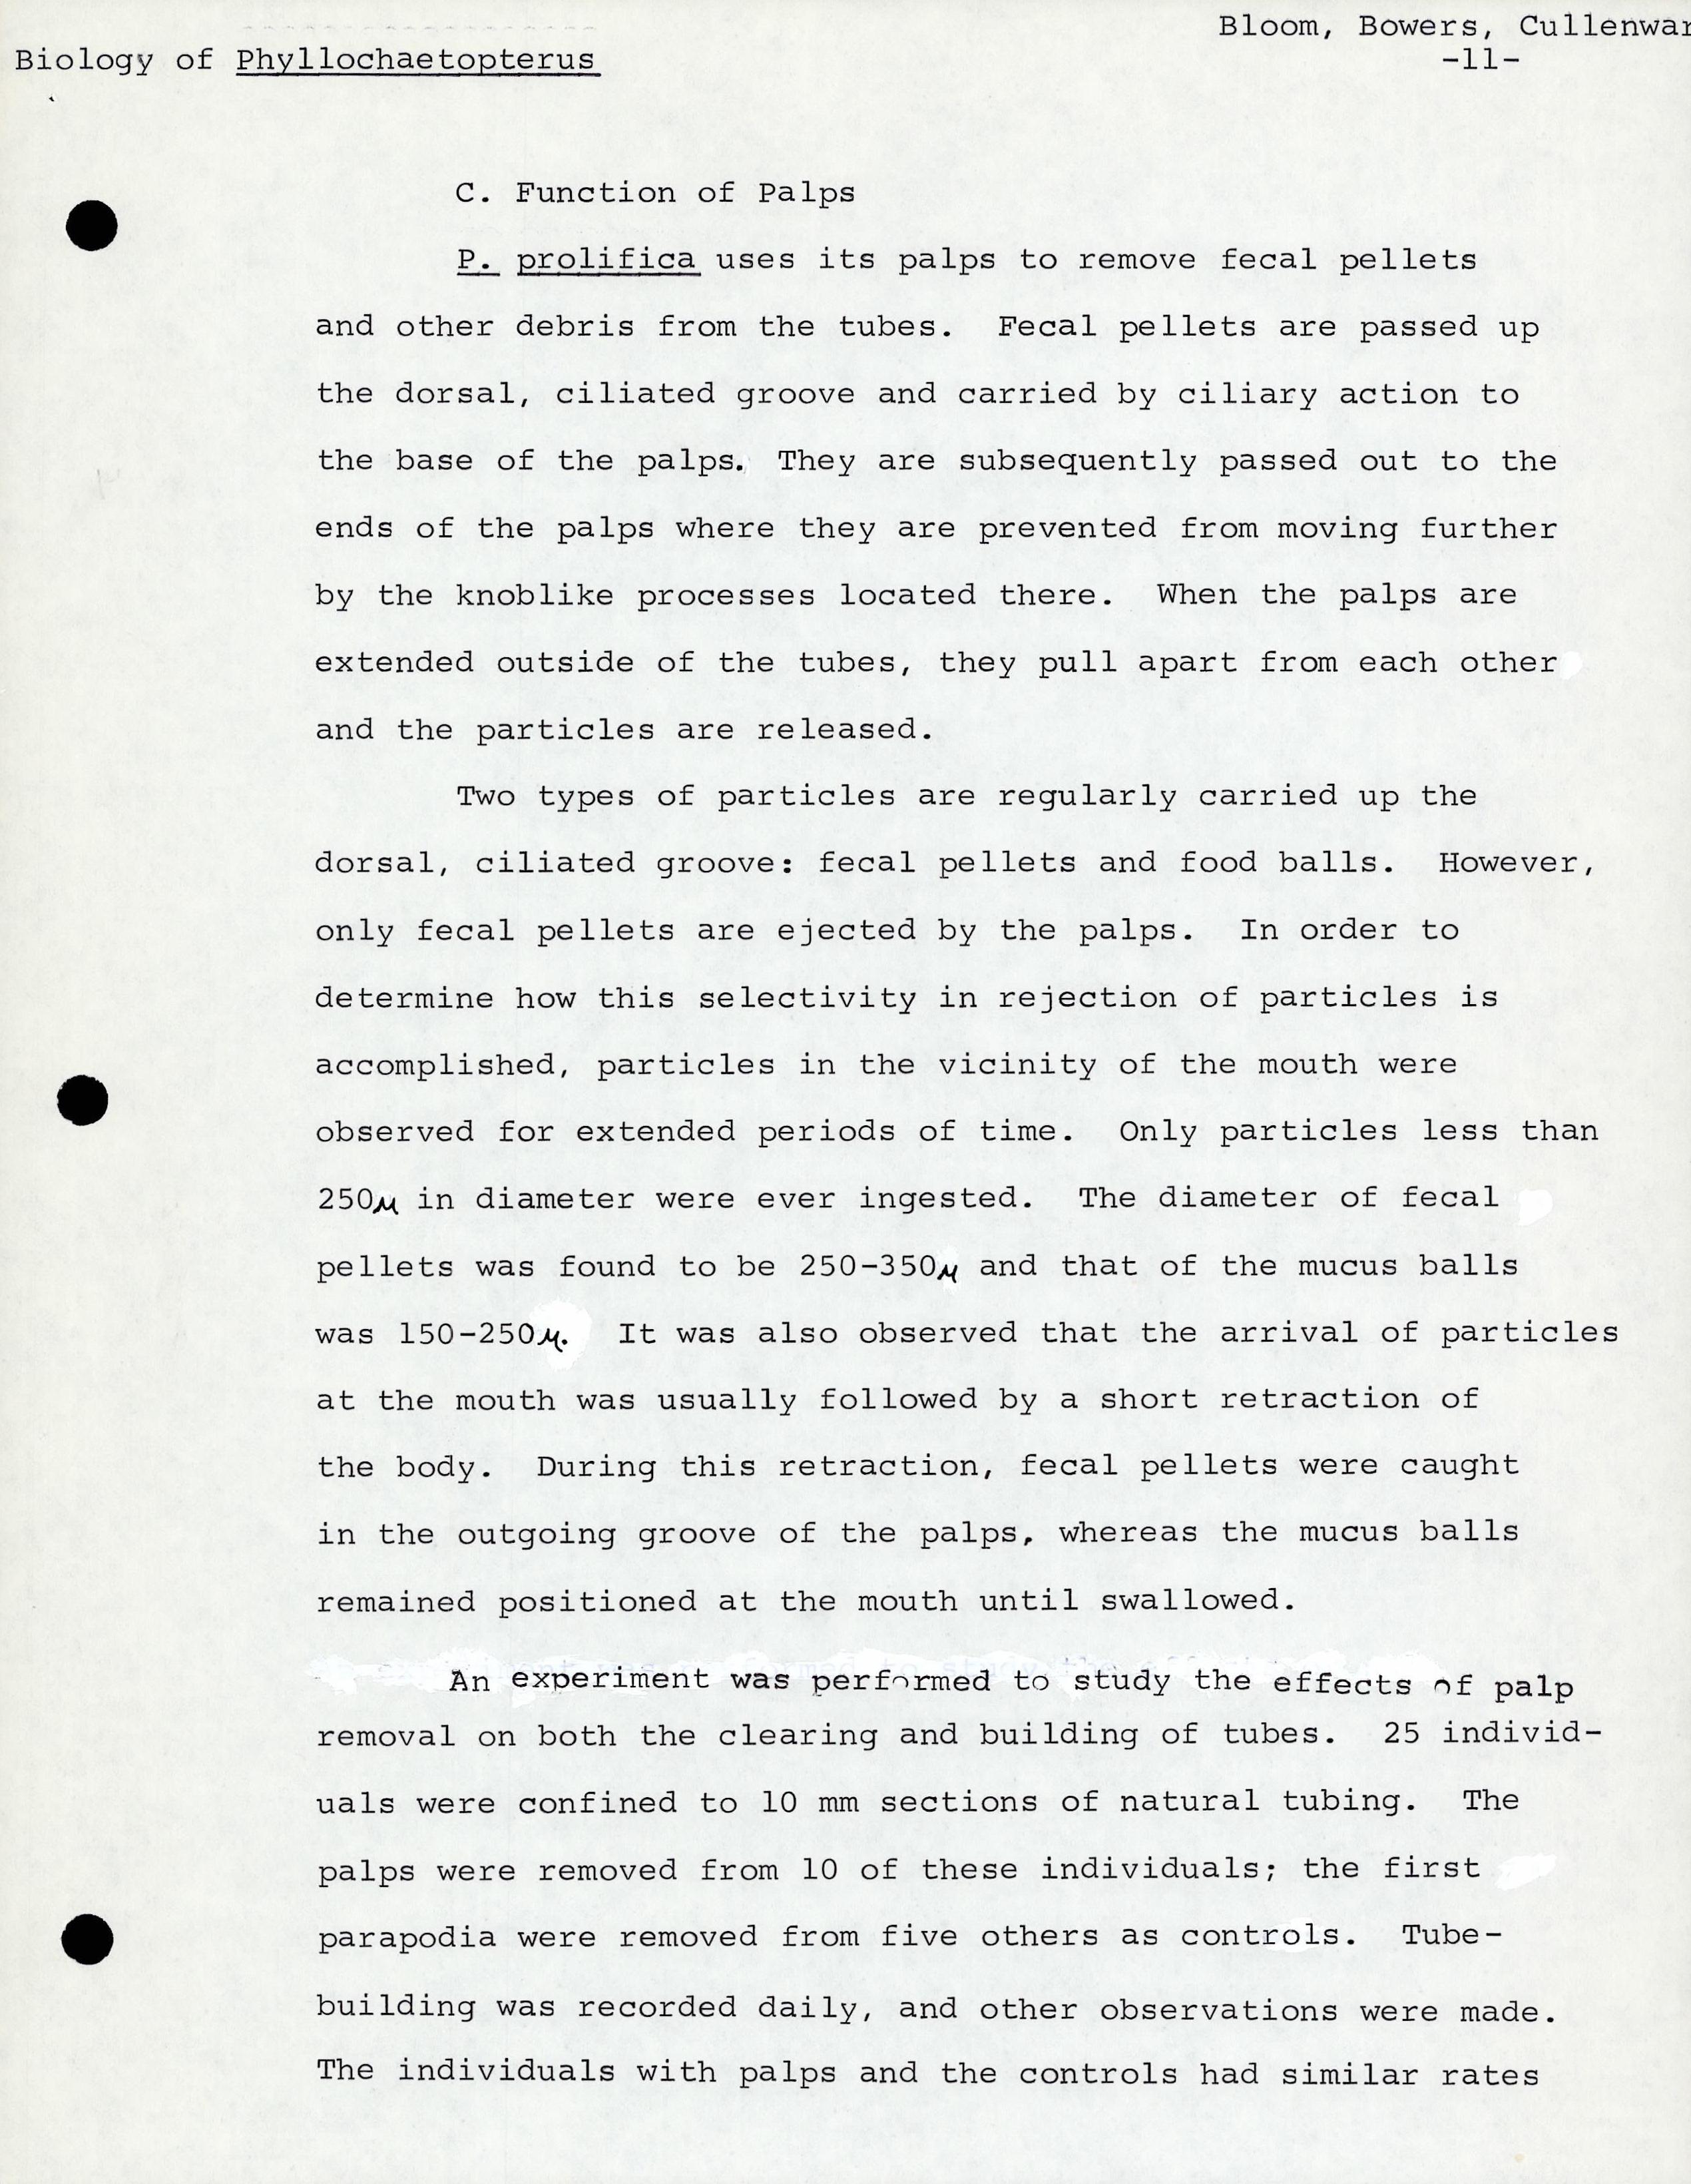 Bloom, Bowers, Cullenwar
Biology of Phyllochaetopterus
-11-
C. Function of Palps
P. prolifica uses its palps to remove fecal pellets
and other debris from the tubes. Fecal pellets are passed up
the dorsal, ciliated groove and carried by ciliary action to
the base of the palps. They are subsequently passed out to the
ends of the palps where they are prevented from moving further
by the knoblike processes located there. When the palps are
extended outside of the tubes, they pull apart from each other
and the particles are released.
Two types of particles are regularly carried up the
dorsal, ciliated groove: fecal pellets and food balls. However,
only fecal pellets are ejected by the palps. In order to
determine how this selectivity in rejection of particles is
accomplished, particles in the vicinity of the mouth were
observed for extended periods of time. Only particles less than
250µ in diameter were ever ingested. The diameter of fecal
pellets was found to be 250-350µ and that of the mucus balls
was 150-250µ. It was also observed that the arrival of particles
at the mouth was usually followed by a short retraction of
the body. During this retraction, fecal pellets were caught
in the outgoing groove of the palps, whereas the mucus balls
remained positioned at the mouth until swallowed.
An experiment was performed to study the effects of palp
removal on both the clearing and building of tubes. 25 individ-
uals were confined to 10 mm sections of natural tubing. The
palps were removed from 10 of these individuals; the first
parapodia were removed from five others as controls. Tube-
building was recorded daily, and other observations were made.
The individuals with palps and the controls had similar rates